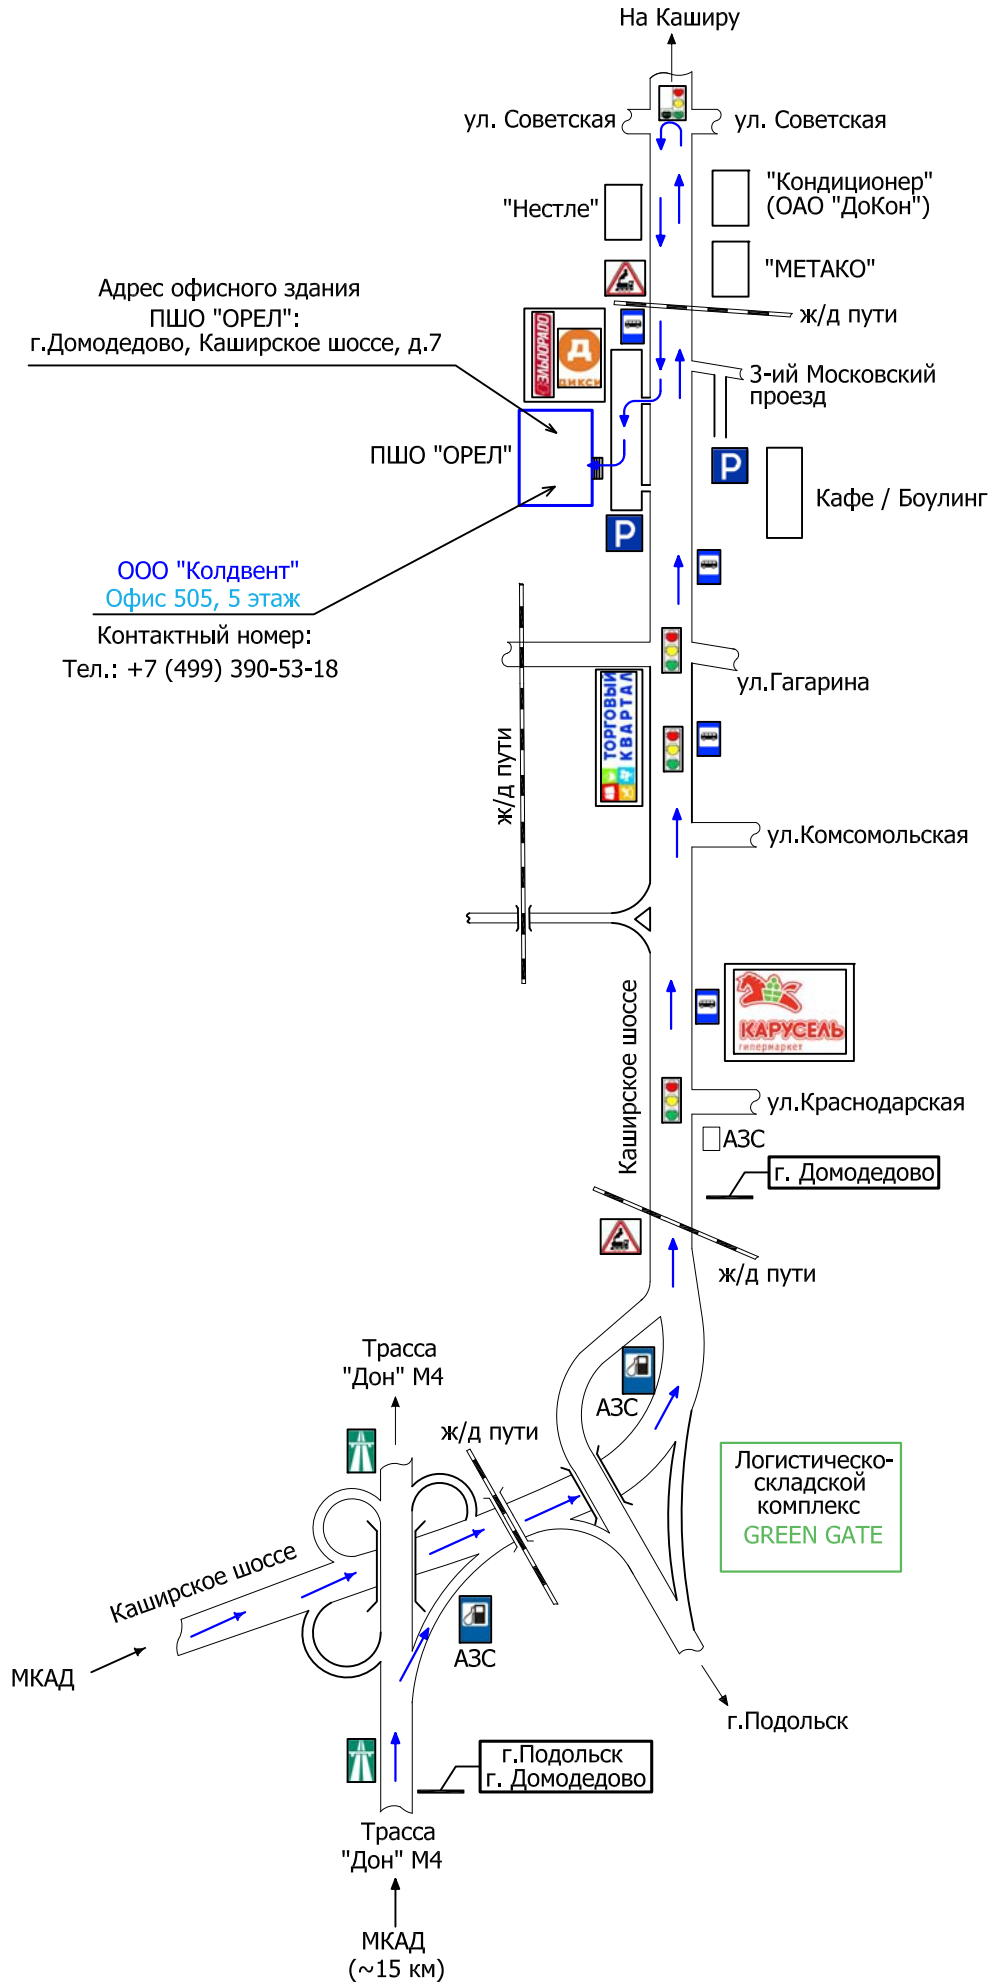 На Каширу
ул. Советская
ул. Советская
"Нестле"
"Кондиционер"
(ОАО "ДоКон")
"МЕТАКО"
Адрес офисного здания
ПШО "ОРЕЛ":
г.Домодедово, Каширское шоссе, д.7
ж/д пути
ЭЛЬДОРАДО
Д
ДИКСИ
3-ий Московский
проезд
ПШО "ОРЕЛ"
P
Кафе / Боулинг
P
ООО "Колдвент"
Офис 505, 5 этаж
Контактный номер:
Тел.: +7 (499) 390-53-18
ул.Гагарина
ТОРГОВЫЙ
КВАРТАЛ
ж/д пути
ул.Комсомольская
Каширское шоссе
КАРУСЕЛЬ
гипермаркет
ул.Краснодарская
АЗС
г. Домодедово
ж/д пути
Трасса
"Дон" М4
АЗС
ж/д пути
Логистическо-
складской
комплекс
GREEN GATE
Каширское шоссе
АЗС
МКАД
г.Подольск
г.Подольск
г. Домодедово
Трасса
"Дон" М4
МКАД
(~15 км)